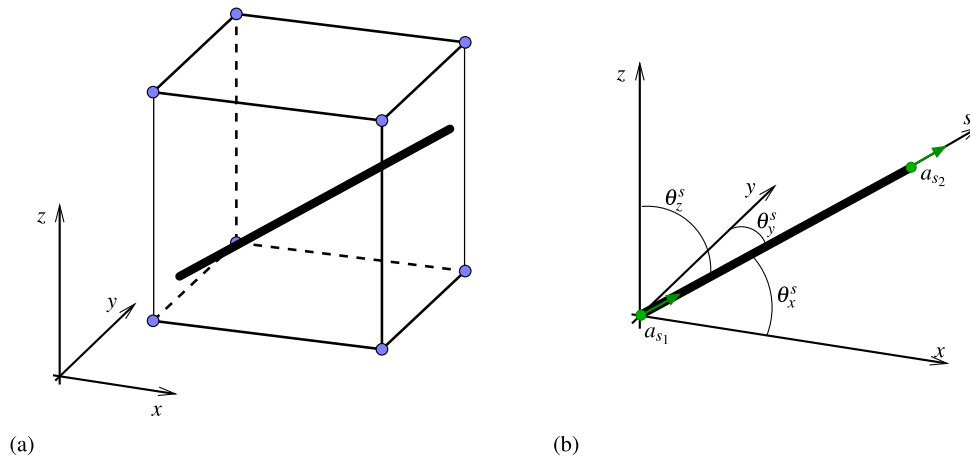 z
y
x
(a)
z
s
y
a_{s_2}
θ_z^s
θ_y^s
θ_x^s
a_{s_1}
x
(b)